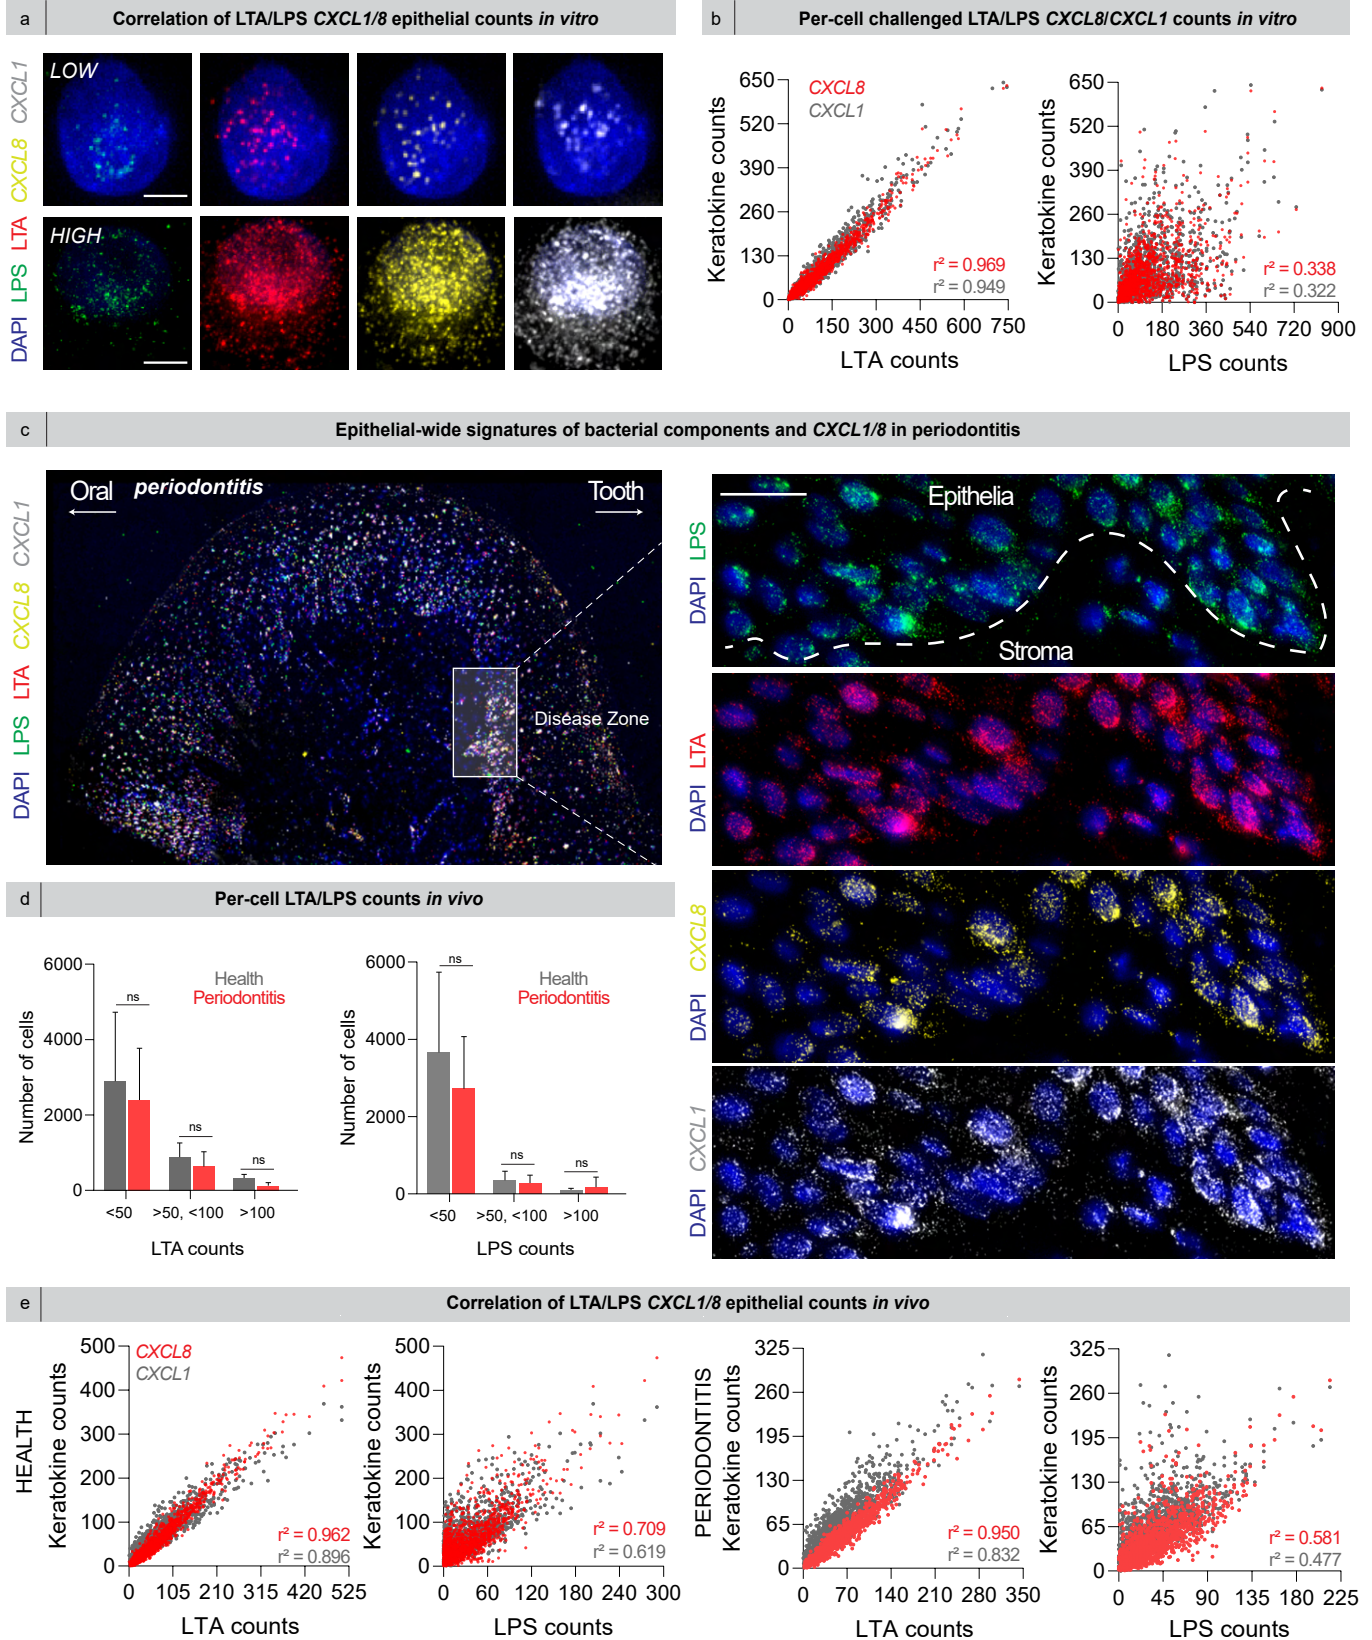 a Correlation of LTA/LPS CXCL1/8 epithelial counts in vitro
DAPI LPS LTA CXCL8 CXCL1
LOW
HIGH
b Per-cell challenged LTA/LPS CXCL8/CXCL1 counts in vitro
Keratokine counts
650
520
390
260
130
0
CXCL8
CXCL1
r² = 0.969
r² = 0.949
0 150 300 450 600 750
LTA counts
Keratokine counts
650
520
390
260
130
0
r² = 0.338
r² = 0.322
0 180 360 540 720 900
LPS counts
c Epithelial-wide signatures of bacterial components and CXCL1/8 in periodontitis
DAPI LPS LTA CXCL8 CXCL1
Oral periodontitis Tooth
Disease Zone
DAPI LPS
Epithelia
Stroma
DAPI LTA
DAPI CXCL8
DAPI CXCL1
d Per-cell LTA/LPS counts in vivo
Number of cells
6000
4000
2000
0
Health
Periodontitis
ns
ns
ns
<50 >50, <100 >100
LTA counts
Number of cells
6000
4000
2000
0
Health
Periodontitis
ns
ns
ns
<50 >50, <100 >100
LPS counts
e Correlation of LTA/LPS CXCL1/8 epithelial counts in vivo
HEALTH
Keratokine counts
500
400
300
200
100
0
CXCL8
CXCL1
r² = 0.962
r² = 0.896
0 105 210 315 420 525
LTA counts
Keratokine counts
500
400
300
200
100
0
r² = 0.709
r² = 0.619
0 60 120 180 240 300
LPS counts
PERIODONTITIS
Keratokine counts
325
260
195
130
65
0
r² = 0.950
r² = 0.832
0 70 140 210 280 350
LTA counts
Keratokine counts
325
260
195
130
65
0
r² = 0.581
r² = 0.477
0 45 90 135 180 225
LPS counts